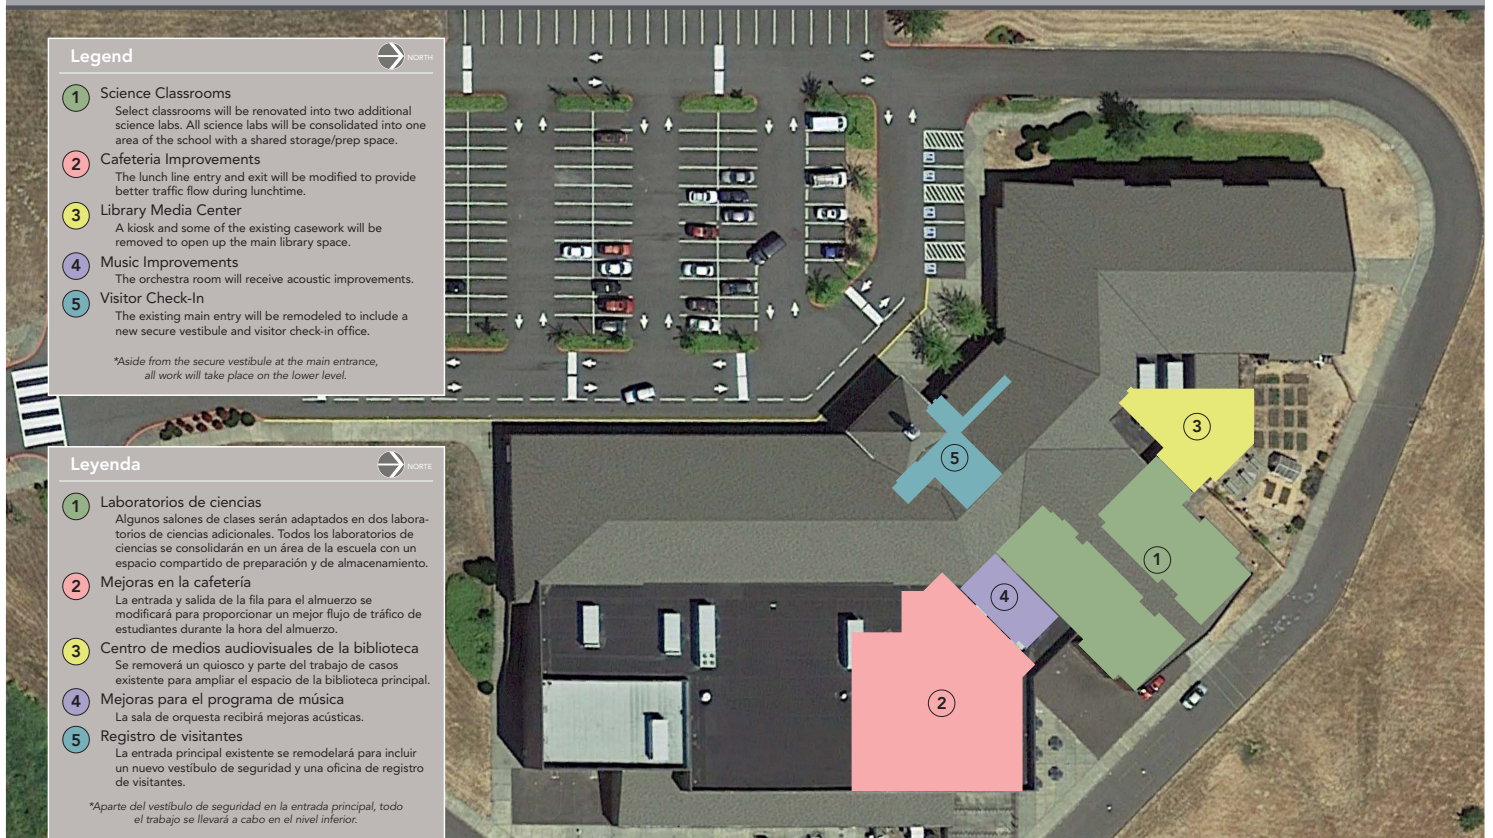 Legend
NORTH
1 Science Classrooms
Select classrooms will be renovated into two additional
science labs. All science labs will be consolidated into one
area of the school with a shared storage/prep space.
2 Cafeteria Improvements
The lunch line entry and exit will be modified to provide
better traffic flow during lunchtime.
3 Library Media Center
A kiosk and some of the existing casework will be
removed to open up the main library space.
4 Music Improvements
The orchestra room will receive acoustic improvements.
5 Visitor Check-In
The existing main entry will be remodeled to include a
new secure vestibule and visitor check-in office.
*Aside from the secure vestibule at the main entrance,
all work will take place on the lower level.
Leyenda
NORTE
1 Laboratorios de ciencias
Algunos salones de clases serán adaptados en dos labora-
torios de ciencias adicionales. Todos los laboratorios de
ciencias se consolidarán en un área de la escuela con un
espacio compartido de preparación y de almacenamiento.
2 Mejoras en la cafetería
La entrada y salida de la fila para el almuerzo se
modificará para proporcionar un mejor flujo de tráfico de
estudiantes durante la hora del almuerzo.
3 Centro de medios audiovisuales de la biblioteca
Se removerá un quiosco y parte del trabajo de casos
existente para ampliar el espacio de la biblioteca principal.
4 Mejoras para el programa de música
La sala de orquesta recibirá mejoras acústicas.
5 Registro de visitantes
La entrada principal existente se remodelará para incluir
un nuevo vestíbulo de seguridad y una oficina de registro
de visitantes.
*Aparte del vestíbulo de seguridad en la entrada principal, todo
el trabajo se llevará a cabo en el nivel inferior.
3
5
1
4
2